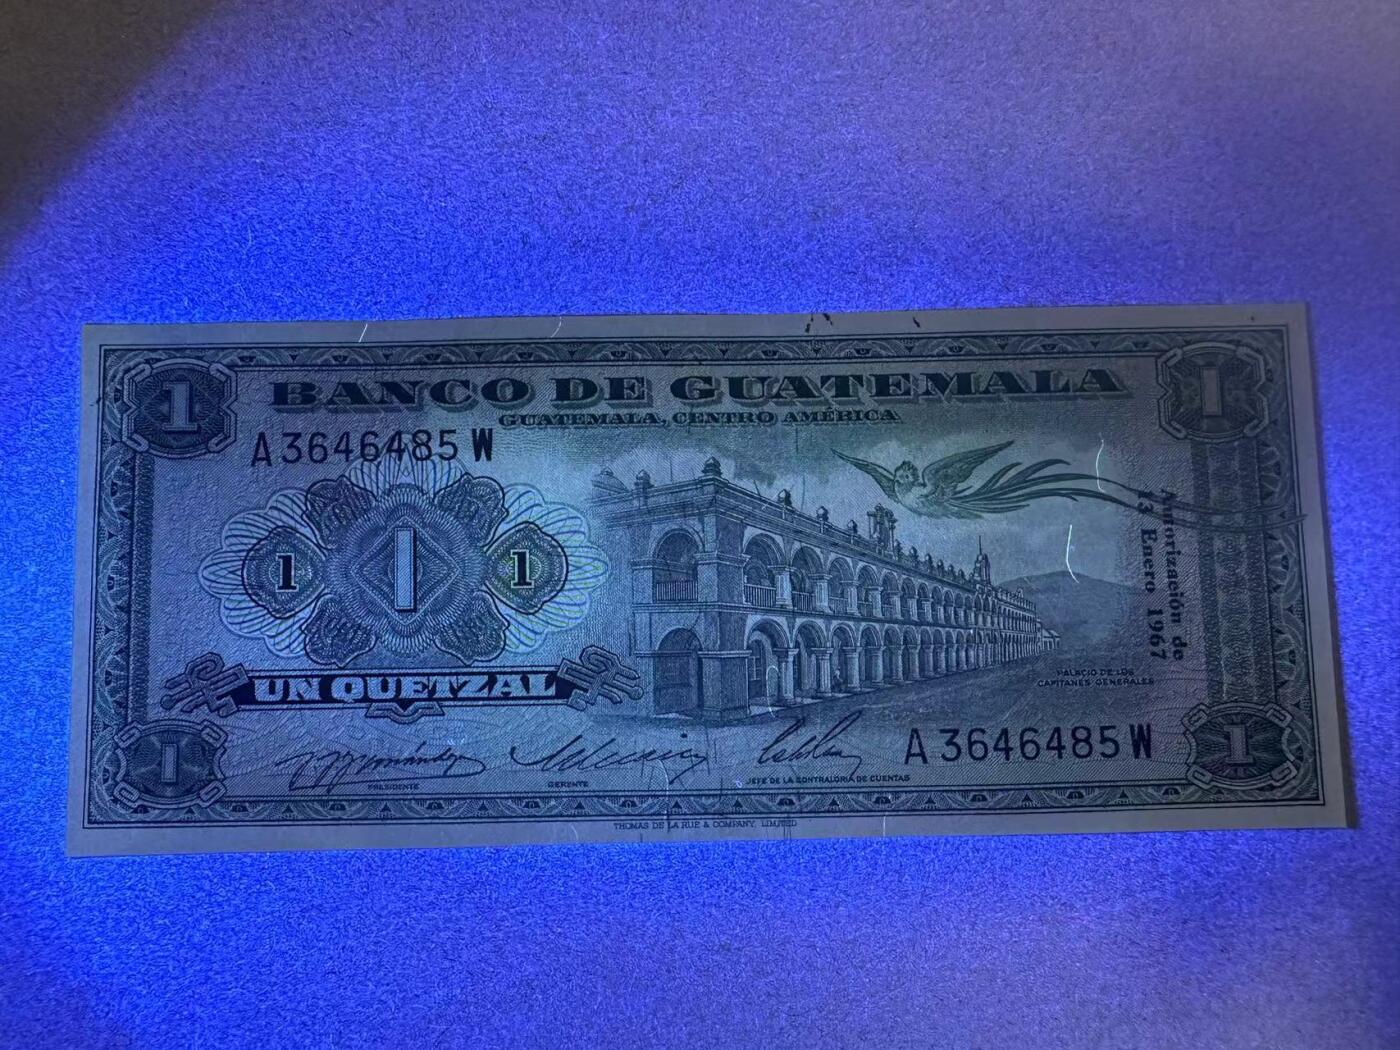 1
1
BANCO DE GUATEMALA
GUATEMALA, CENTRO AMÉRICA
A3646485W
1
1
1
Autorización de
13 Enero 1967
UN QUETZAL
PALACIO DE LOS
CAPITANES GENERALES
A3646485W
1
1
PRESIDENTE
GERENTE
JEFE DE LA CONTRALORIA DE CUENTAS
THOMAS DE LA RUE & COMPANY, LIMITED